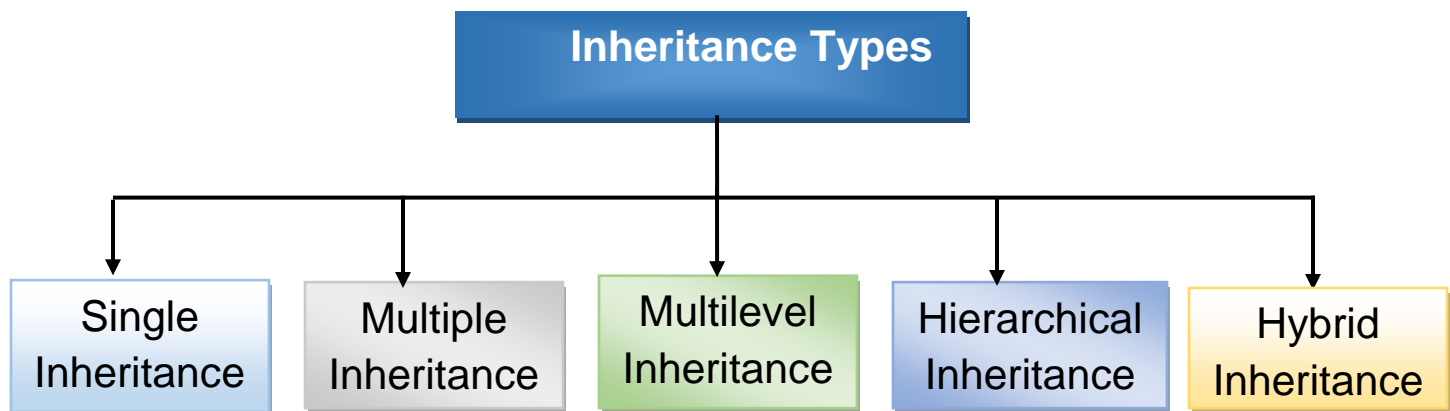 Inheritance Types
Single
Inheritance
Multiple
Inheritance
Multilevel
Inheritance
Hierarchical
Inheritance
Hybrid
Inheritance